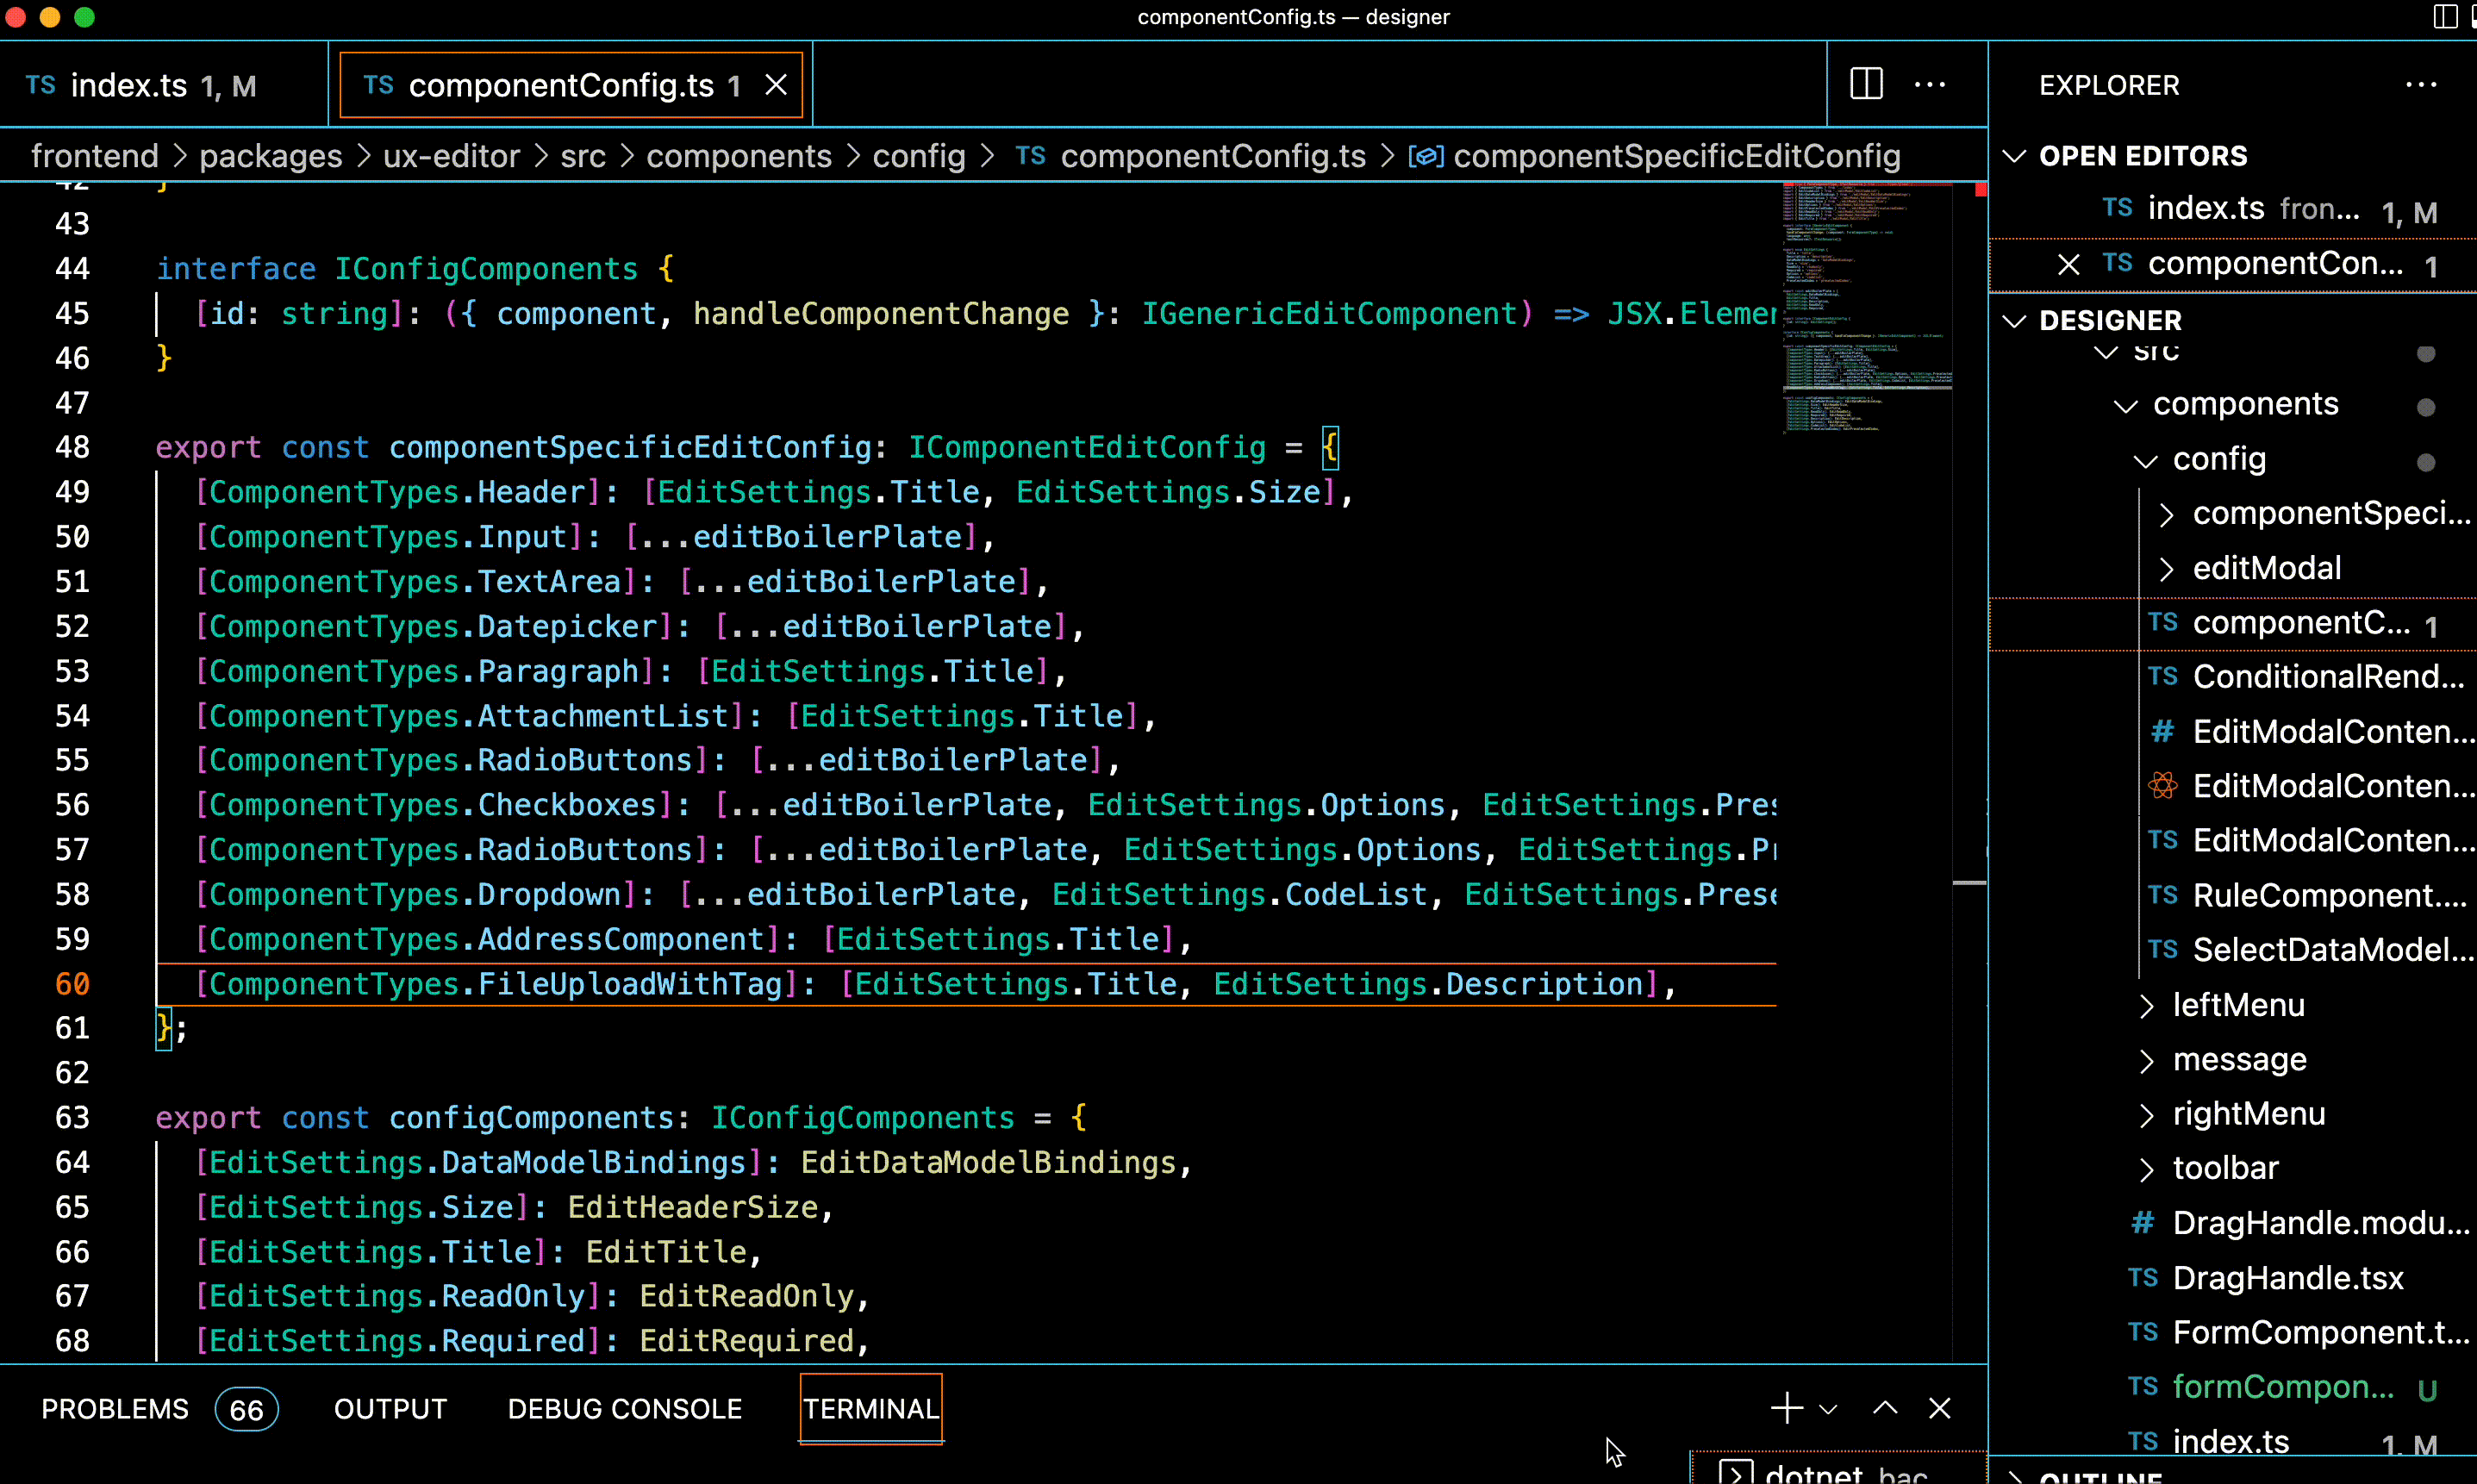 componentConfig.ts — designer
TS index.ts 1, M
TS componentConfig.ts 1
frontend > packages > ux-editor > src > components > config > TS componentConfig.ts > componentSpecificEditConfig
42 }
43
44 interface IConfigComponents {
45 [id: string]: ({ component, handleComponentChange }: IGenericEditComponent) => JSX.Elemen
46 }
47
48 export const componentSpecificEditConfig: IComponentEditConfig = {
49 [ComponentTypes.Header]: [EditSettings.Title, EditSettings.Size],
50 [ComponentTypes.Input]: [...editBoilerPlate],
51 [ComponentTypes.TextArea]: [...editBoilerPlate],
52 [ComponentTypes.Datepicker]: [...editBoilerPlate],
53 [ComponentTypes.Paragraph]: [EditSettings.Title],
54 [ComponentTypes.AttachmentList]: [EditSettings.Title],
55 [ComponentTypes.RadioButtons]: [...editBoilerPlate],
56 [ComponentTypes.Checkboxes]: [...editBoilerPlate, EditSettings.Options, EditSettings.Pres
57 [ComponentTypes.RadioButtons]: [...editBoilerPlate, EditSettings.Options, EditSettings.P
58 [ComponentTypes.Dropdown]: [...editBoilerPlate, EditSettings.CodeList, EditSettings.Prese
59 [ComponentTypes.AddressComponent]: [EditSettings.Title],
60 [ComponentTypes.FileUploadWithTag]: [EditSettings.Title, EditSettings.Description],
61 };
62
63 export const configComponents: IConfigComponents = {
64 [EditSettings.DataModelBindings]: EditDataModelBindings,
65 [EditSettings.Size]: EditHeaderSize,
66 [EditSettings.Title]: EditTitle,
67 [EditSettings.ReadOnly]: EditReadOnly,
68 [EditSettings.Required]: EditRequired,
PROBLEMS 66
OUTPUT
DEBUG CONSOLE
TERMINAL
dotnet bac
EXPLORER
OPEN EDITORS
TS index.ts fron... 1, M
TS componentCon... 1
DESIGNER
src
components
config
componentSpeci...
editModal
TS componentC... 1
TS ConditionalRend...
# EditModalConten...
EditModalConten...
TS EditModalConten...
TS RuleComponent....
TS SelectDataModel...
leftMenu
message
rightMenu
toolbar
# DragHandle.modu...
TS DragHandle.tsx
TS FormComponent.t...
TS formCompon... U
TS index.ts 1, M
OUTLINE